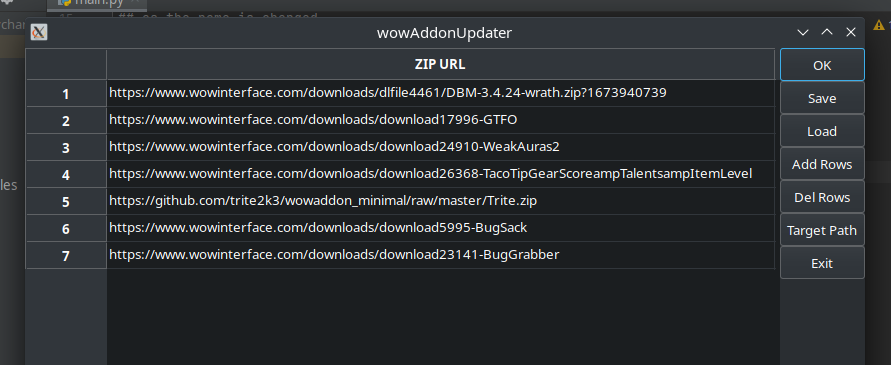 main.py
## so the name is changed
rchar
wowAddonUpdater
ZIP URL
OK
1 https://www.wowinterface.com/downloads/dlfile4461/DBM-3.4.24-wrath.zip?1673940739
Save
2 https://www.wowinterface.com/downloads/download17996-GTFO
3 https://www.wowinterface.com/downloads/download24910-WeakAuras2
Load
4 https://www.wowinterface.com/downloads/download26368-TacoTipGearScoreampTalentsampItemLevel
Add Rows
les
5 https://github.com/trite2k3/wowaddon_minimal/raw/master/Trite.zip
Del Rows
6 https://www.wowinterface.com/downloads/download5995-BugSack
Target Path
7 https://www.wowinterface.com/downloads/download23141-BugGrabber
Exit